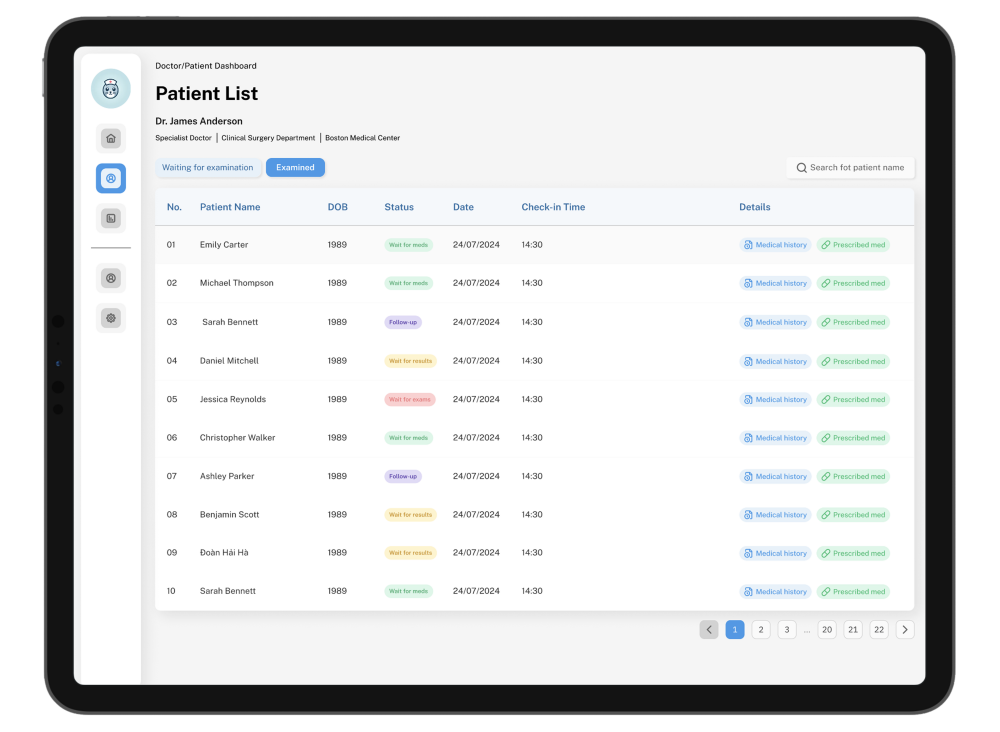 Doctor/Patient Dashboard
Patient List
Dr. James Anderson
Specialist Doctor | Clinical Surgery Department | Boston Medical Center
Waiting for examination Examined Search fot patient name
No. Patient Name DOB Status Date Check-in Time Details
01 Emily Carter 1989 Wait for meds 24/07/2024 14:30 Medical history Prescribed med
02 Michael Thompson 1989 Wait for meds 24/07/2024 14:30 Medical history Prescribed med
03 Sarah Bennett 1989 Follow-up 24/07/2024 14:30 Medical history Prescribed med
04 Daniel Mitchell 1989 Wait for results 24/07/2024 14:30 Medical history Prescribed med
05 Jessica Reynolds 1989 Wait for exams 24/07/2024 14:30 Medical history Prescribed med
06 Christopher Walker 1989 Wait for meds 24/07/2024 14:30 Medical history Prescribed med
07 Ashley Parker 1989 Follow-up 24/07/2024 14:30 Medical history Prescribed med
08 Benjamin Scott 1989 Wait for results 24/07/2024 14:30 Medical history Prescribed med
09 Đoàn Hải Hà 1989 Wait for results 24/07/2024 14:30 Medical history Prescribed med
10 Sarah Bennett 1989 Wait for meds 24/07/2024 14:30 Medical history Prescribed med
1 2 3 ... 20 21 22